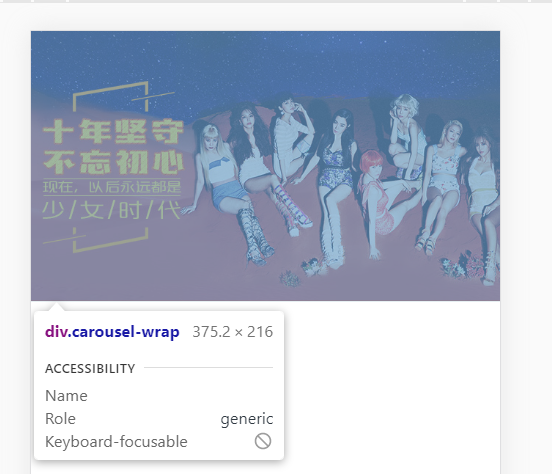 十年坚守
不忘初心
现在，以后永远都是
少/女/时/代
div.carousel-wrap 375.2 × 216
ACCESSIBILITY
Name
Role generic
Keyboard-focusable